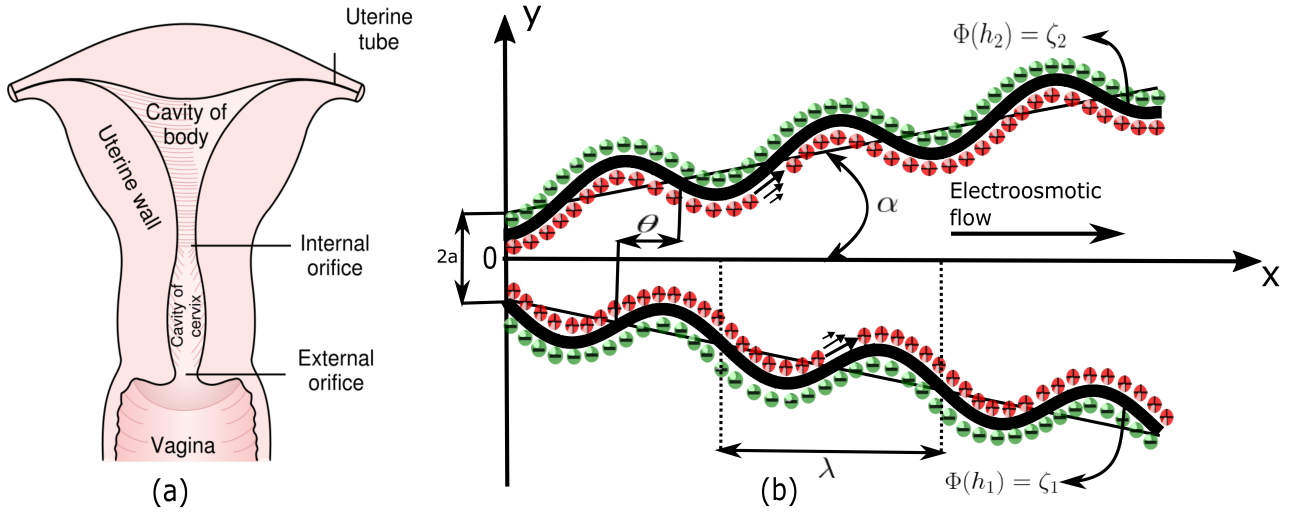 Uterine
tube
Cavity of
body
Uterine wall
Internal
orifice
Cavity of
cervix
External
orifice
Vagina
(a)
y
Φ(h₂) = ζ₂
α
Electroosmotic
flow
θ
2a
0
x
λ
Φ(h₁) = ζ₁
(b)